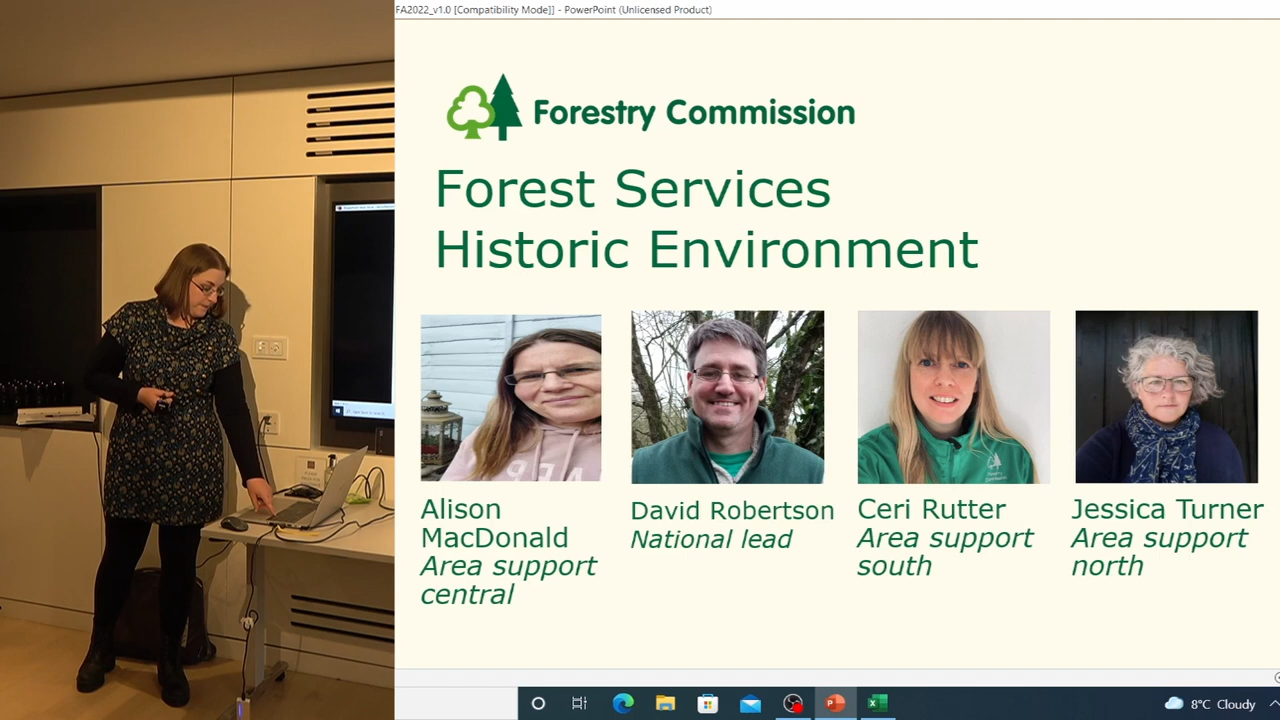 FA2022_v1.0 [Compatibility Mode]] - PowerPoint (Unlicensed Product)
Forestry Commission
Forest Services
Historic Environment
Alison
MacDonald
Area support
central
David Robertson
National lead
Ceri Rutter
Area support
south
Jessica Turner
Area support
north
8°C Cloudy